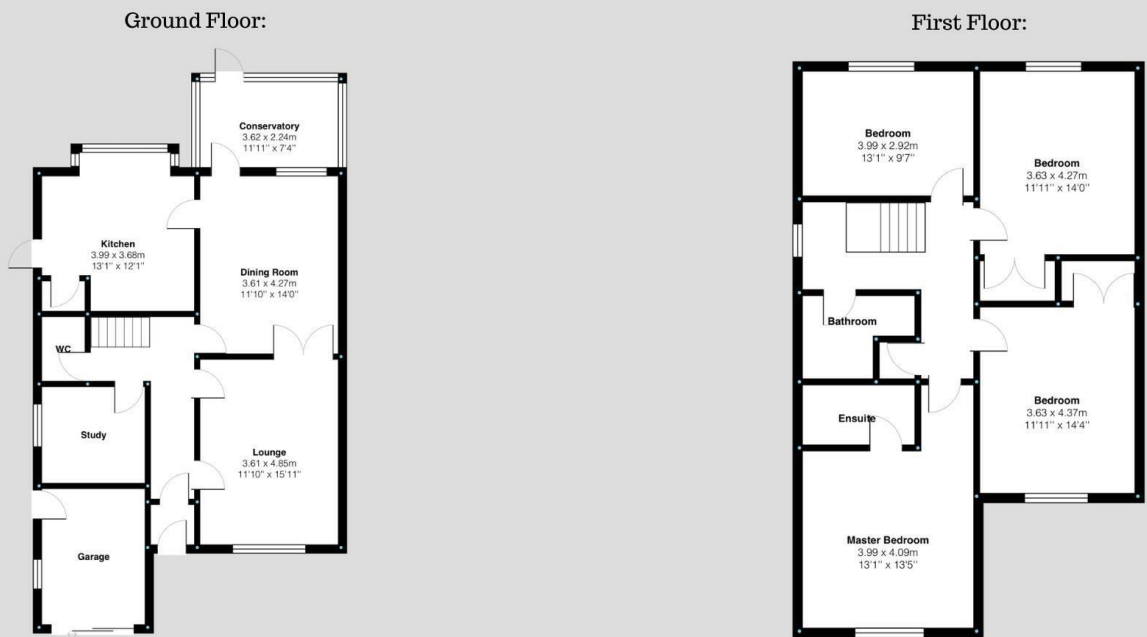 Ground Floor:
Conservatory
3.62 x 2.24m
11'11" x 7'4"
Kitchen
3.99 x 3.68m
13'1" x 12'1"
Dining Room
3.61 x 4.27m
11'10" x 14'0"
WC
Study
Lounge
3.61 x 4.85m
11'10" x 15'11"
Garage
First Floor:
Bedroom
3.99 x 2.92m
13'1" x 9'7"
Bedroom
3.63 x 4.27m
11'11" x 14'0"
Bathroom
Bedroom
3.63 x 4.37m
11'11" x 14'4"
Ensuite
Master Bedroom
3.99 x 4.09m
13'1" x 13'5"